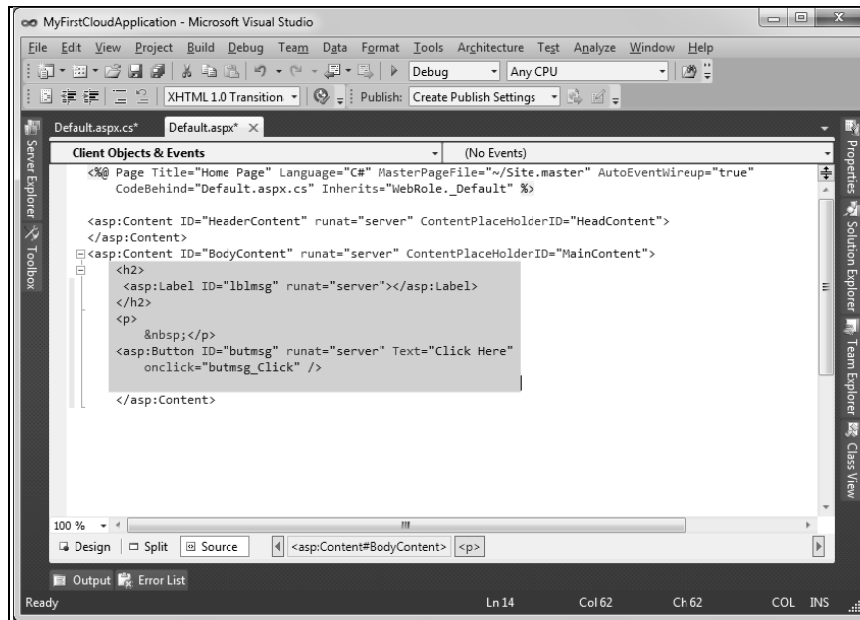 MyFirstCloudApplication - Microsoft Visual Studio
File Edit View Project Build Debug Team Data Format Tools Architecture Test Analyze Window Help
Debug Any CPU
XHTML 1.0 Transition Publish: Create Publish Settings
Default.aspx.cs* Default.aspx*
Client Objects & Events (No Events)
<%@ Page Title="Home Page" Language="C#" MasterPageFile="~/Site.master" AutoEventWireup="true"
CodeBehind="Default.aspx.cs" Inherits="WebRole._Default" %>
<asp:Content ID="HeaderContent" runat="server" ContentPlaceHolderID="HeadContent">
</asp:Content>
<asp:Content ID="BodyContent" runat="server" ContentPlaceHolderID="MainContent">
<h2>
<asp:Label ID="lblmsg" runat="server"></asp:Label>
</h2>
<p>
&nbsp;</p>
<asp:Button ID="butmsg" runat="server" Text="Click Here"
onclick="butmsg_Click" />
</asp:Content>
Server Explorer
Toolbox
Properties
Solution Explorer
Team Explorer
Class View
100 %
Design Split Source <asp:Content#BodyContent> <p>
Output Error List
Ready Ln 14 Col 62 Ch 62 COL INS